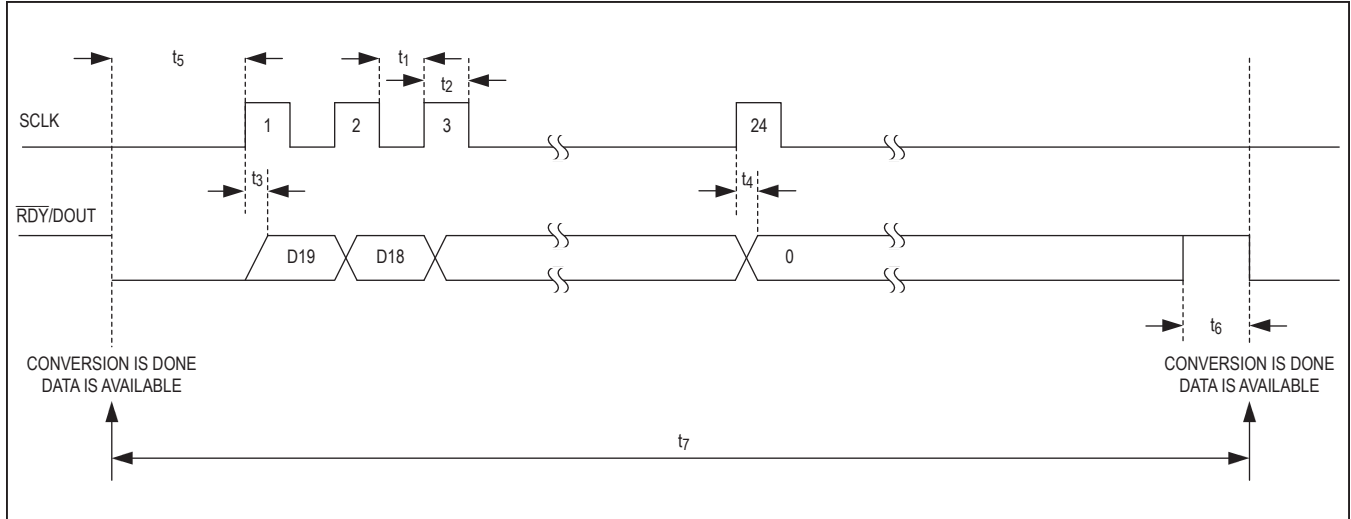 t5
t1
t2
SCLK
1
2
3
24
t3
t4
RDY/DOUT
D19
D18
0
t6
CONVERSION IS DONE
DATA IS AVAILABLE
CONVERSION IS DONE
DATA IS AVAILABLE
t7